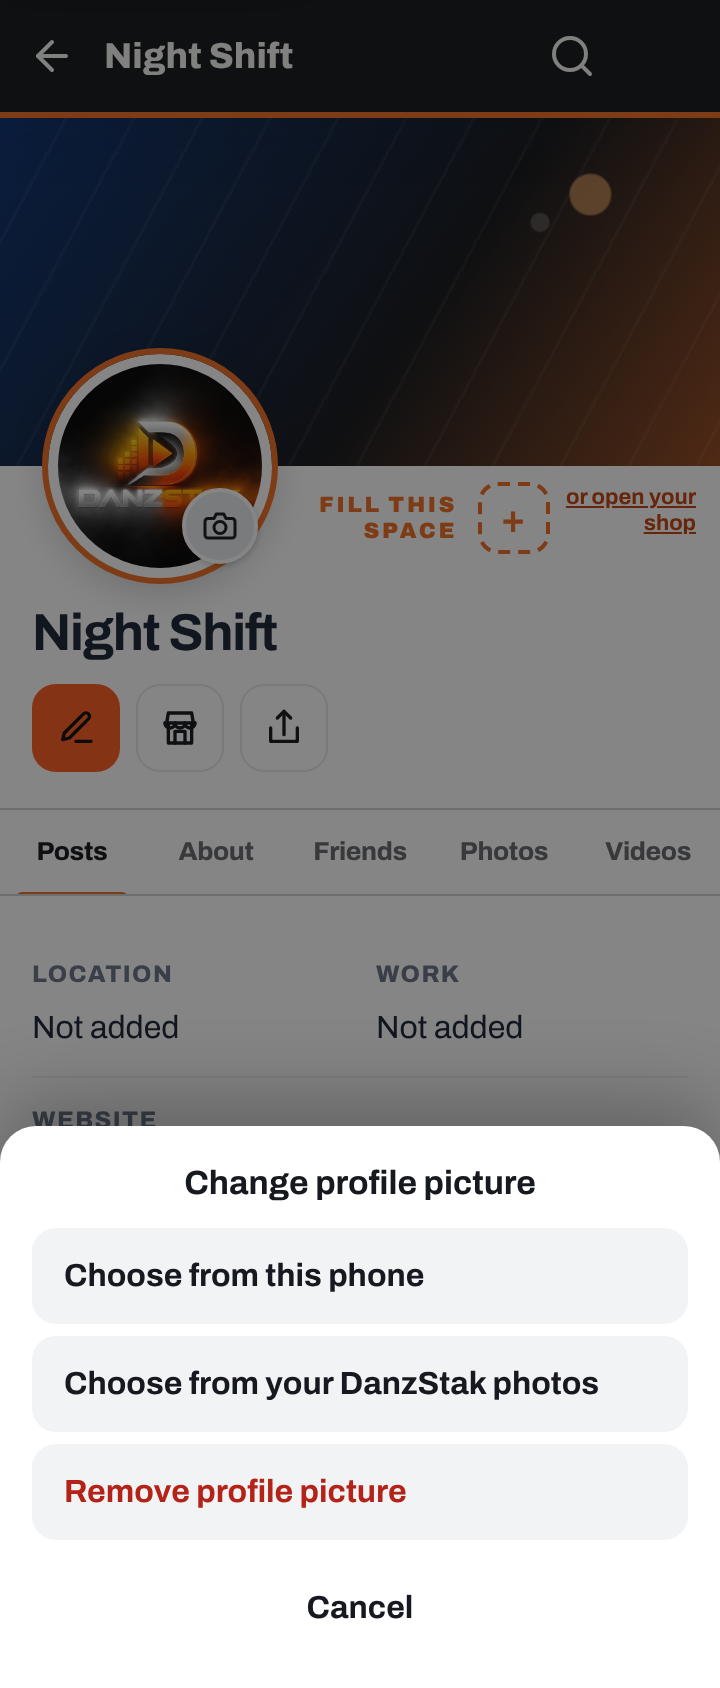 Night Shift
DANZST
FILL THIS
SPACE
+
or open your
shop
Night Shift
Posts About Friends Photos Videos
LOCATION WORK
Not added Not added
WEBSITE
Change profile picture
Choose from this phone
Choose from your DanzStak photos
Remove profile picture
Cancel